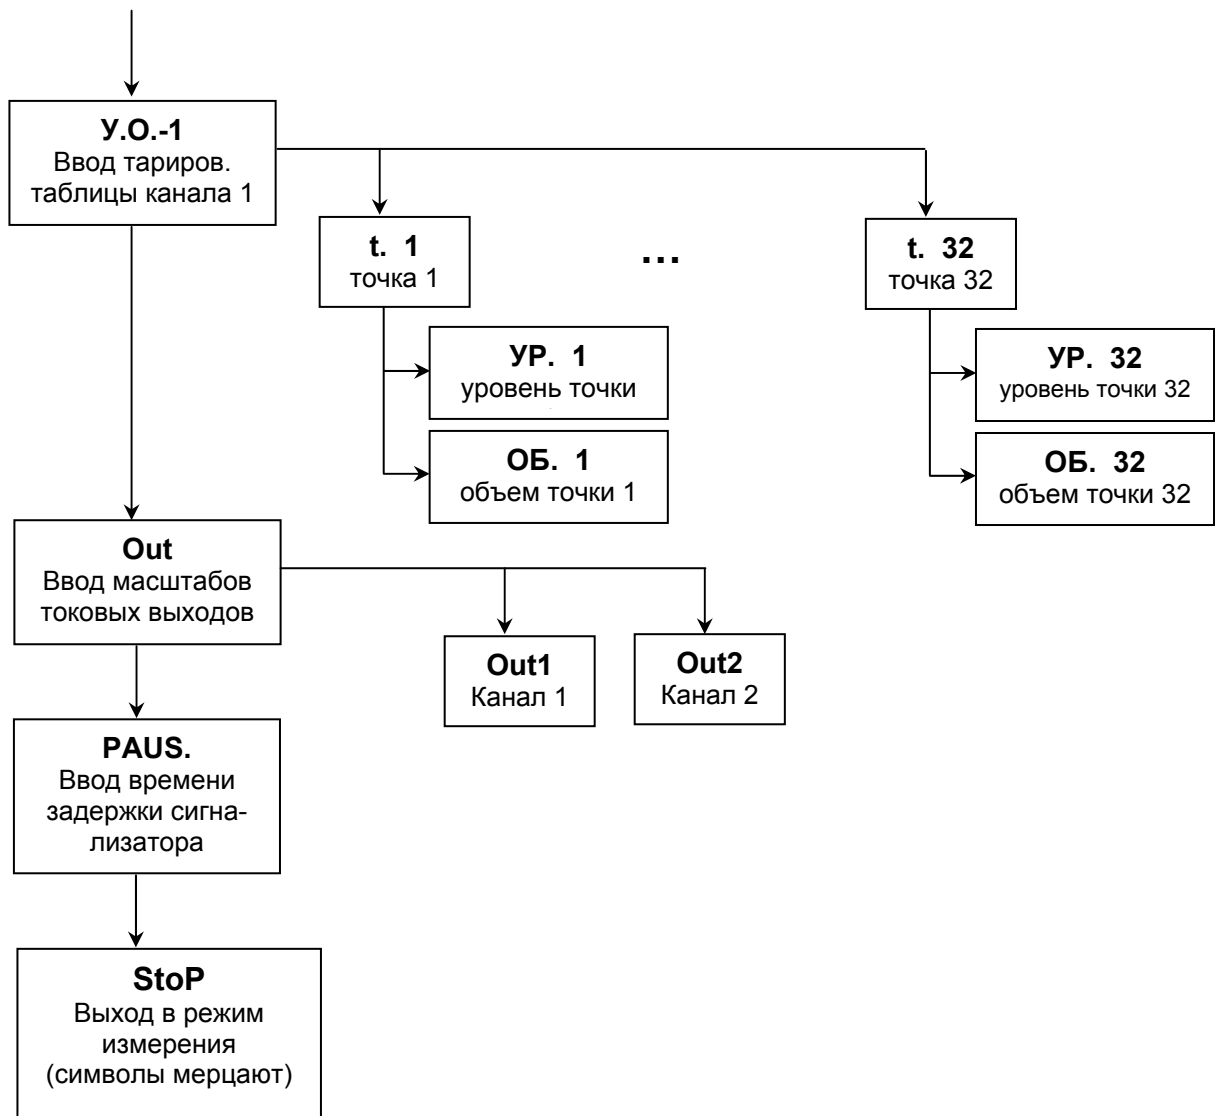 У.О.-1
Ввод тариров.
таблицы канала 1
t. 1
точка 1
...
t. 32
точка 32
УР. 1
уровень точки
ОБ. 1
объем точки 1
УР. 32
уровень точки 32
ОБ. 32
объем точки 32
Out
Ввод масштабов
токовых выходов
Out1
Канал 1
Out2
Канал 2
PAUS.
Ввод времени
задержки сигна-
лизатора
StoP
Выход в режим
измерения
(символы мерцают)